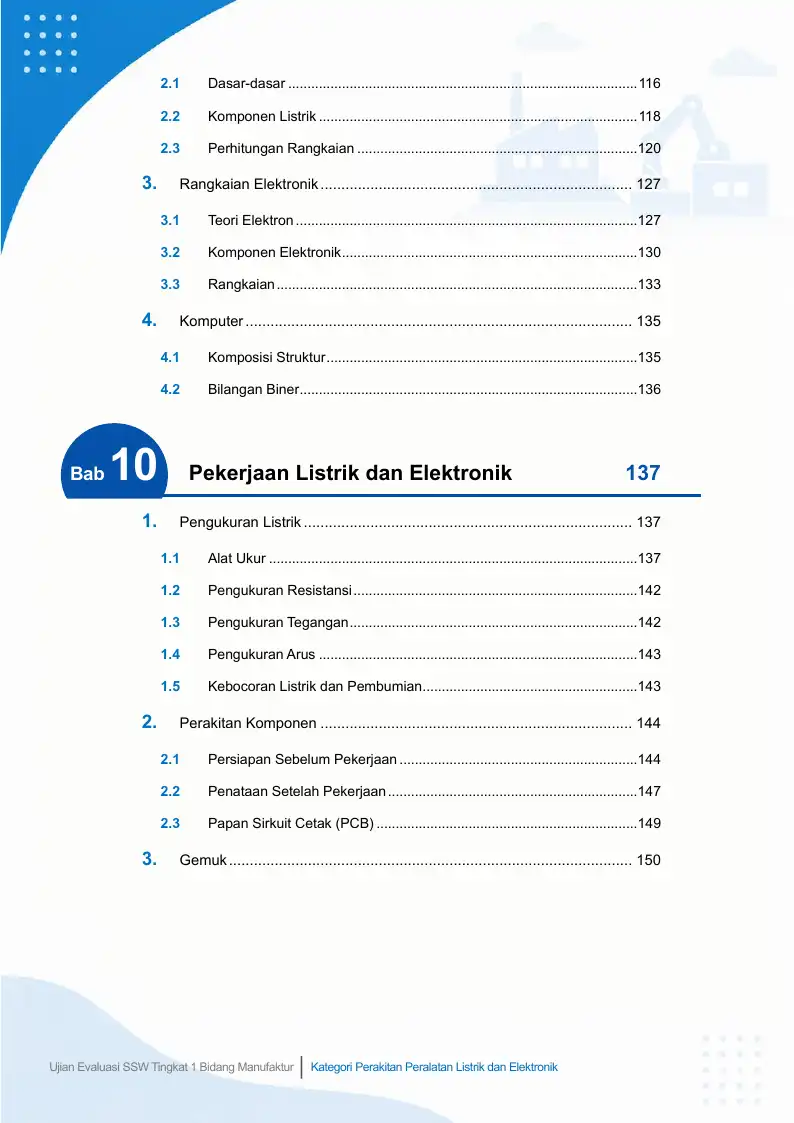 2.1 Dasar-dasar ........................................................................................... 116
2.2 Komponen Listrik ................................................................................... 118
2.3 Perhitungan Rangkaian ......................................................................... 120
3. Rangkaian Elektronik ........................................................................... 127
3.1 Teori Elektron ......................................................................................... 127
3.2 Komponen Elektronik ............................................................................. 130
3.3 Rangkaian .............................................................................................. 133
4. Komputer ............................................................................................. 135
4.1 Komposisi Struktur ................................................................................. 135
4.2 Bilangan Biner ........................................................................................ 136
Bab 10 Pekerjaan Listrik dan Elektronik 137
1. Pengukuran Listrik ............................................................................... 137
1.1 Alat Ukur ................................................................................................ 137
1.2 Pengukuran Resistansi .......................................................................... 142
1.3 Pengukuran Tegangan ........................................................................... 142
1.4 Pengukuran Arus ................................................................................... 143
1.5 Kebocoran Listrik dan Pembumian ........................................................ 143
2. Perakitan Komponen ........................................................................... 144
2.1 Persiapan Sebelum Pekerjaan .............................................................. 144
2.2 Penataan Setelah Pekerjaan ................................................................. 147
2.3 Papan Sirkuit Cetak (PCB) .................................................................... 149
3. Gemuk ................................................................................................. 150
Ujian Evaluasi SSW Tingkat 1 Bidang Manufaktur | Kategori Perakitan Peralatan Listrik dan Elektronik